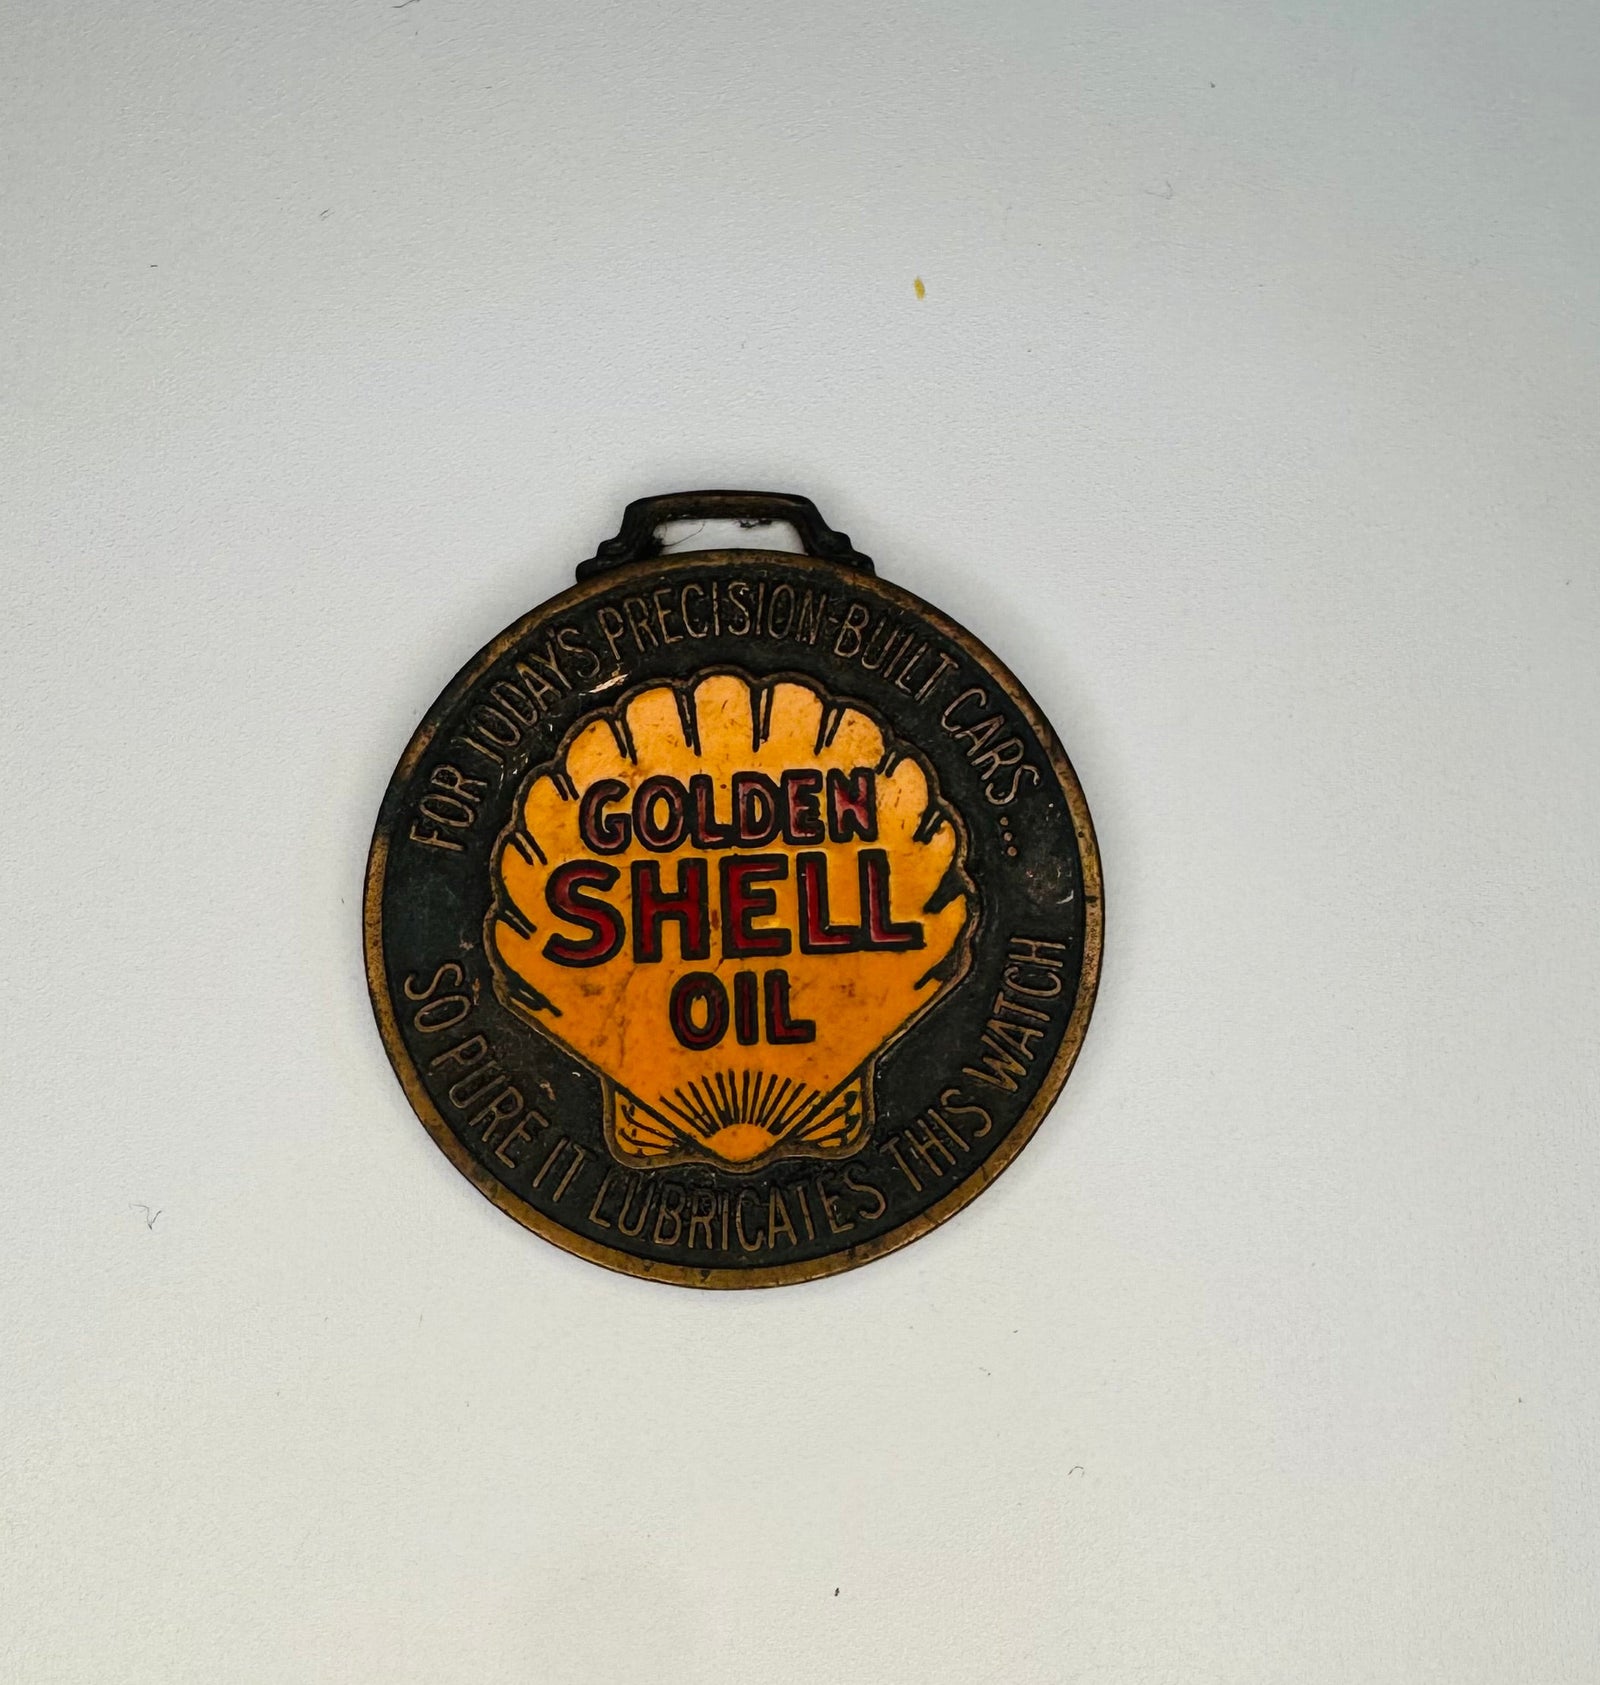 FOR TODAY'S PRECISION-BUILT CARS...
GOLDEN
SHELL
OIL
SO PURE IT LUBRICATES THIS WATCH